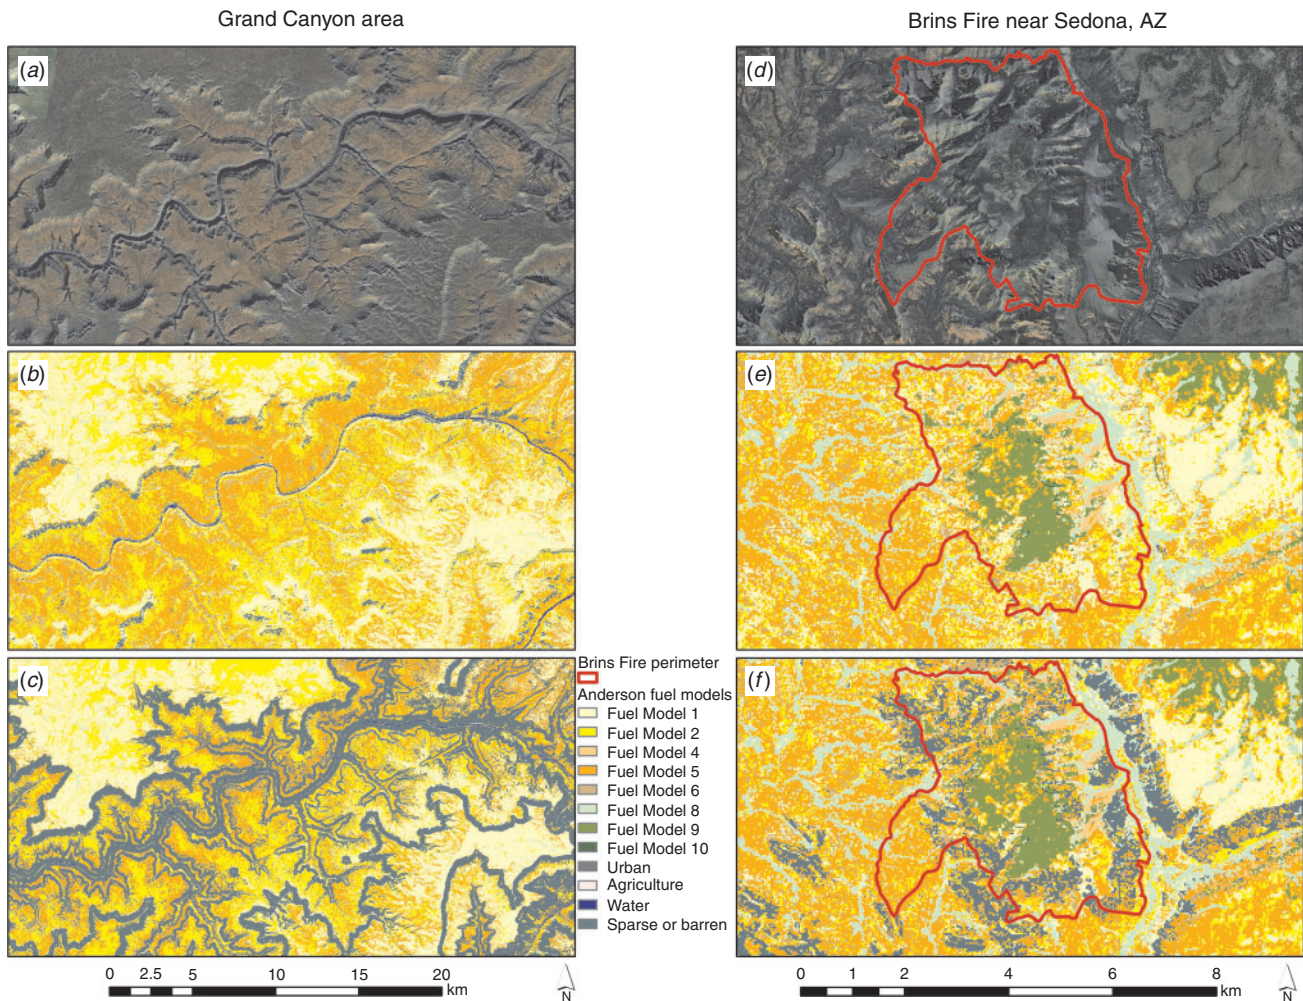 Grand Canyon area
Brins Fire near Sedona, AZ
(a)
(d)
(b)
(e)
(c)
(f)
Brins Fire perimeter
Anderson fuel models
Fuel Model 1
Fuel Model 2
Fuel Model 4
Fuel Model 5
Fuel Model 6
Fuel Model 8
Fuel Model 9
Fuel Model 10
Urban
Agriculture
Water
Sparse or barren
0 2.5 5 10 15 20
km
N
0 1 2 4 6 8
km
N